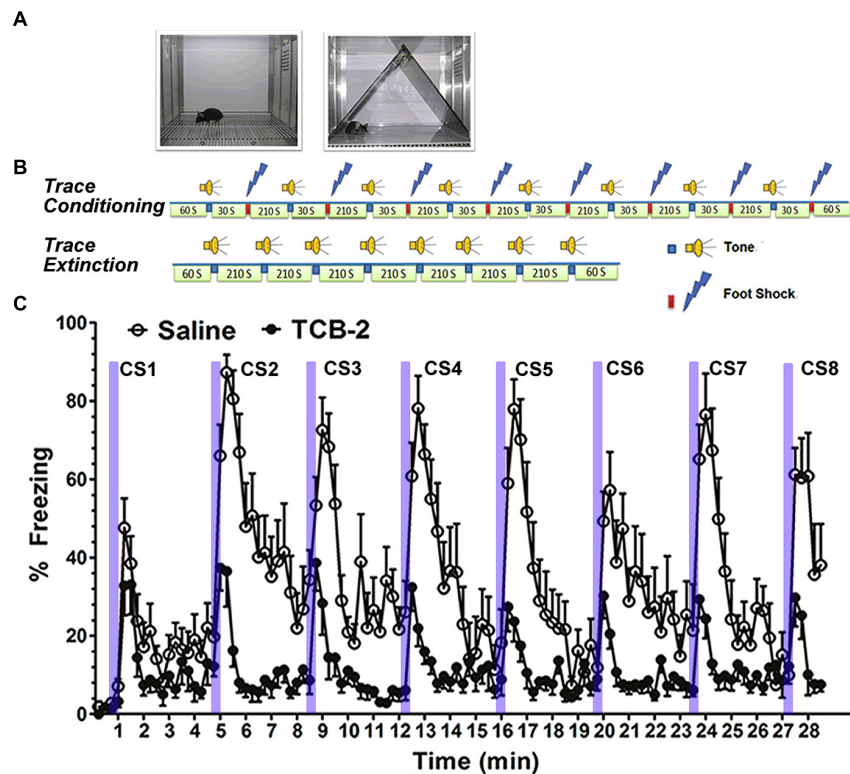 A
B
Trace
Conditioning
60 S 30 S 210 S 30 S 210 S 30 S 210 S 30 S 210 S 30 S 210 S 30 S 210 S 30 S 210 S 30 S 60 S
Trace
Extinction
60 S 210 S 210 S 210 S 210 S 210 S 210 S 210 S 60 S
Tone
Foot Shock
C
Saline TCB-2
CS1 CS2 CS3 CS4 CS5 CS6 CS7 CS8
% Freezing
100
80
60
40
20
0
1 2 3 4 5 6 7 8 9 10 11 12 13 14 15 16 17 18 19 20 21 22 23 24 25 26 27 28
Time (min)